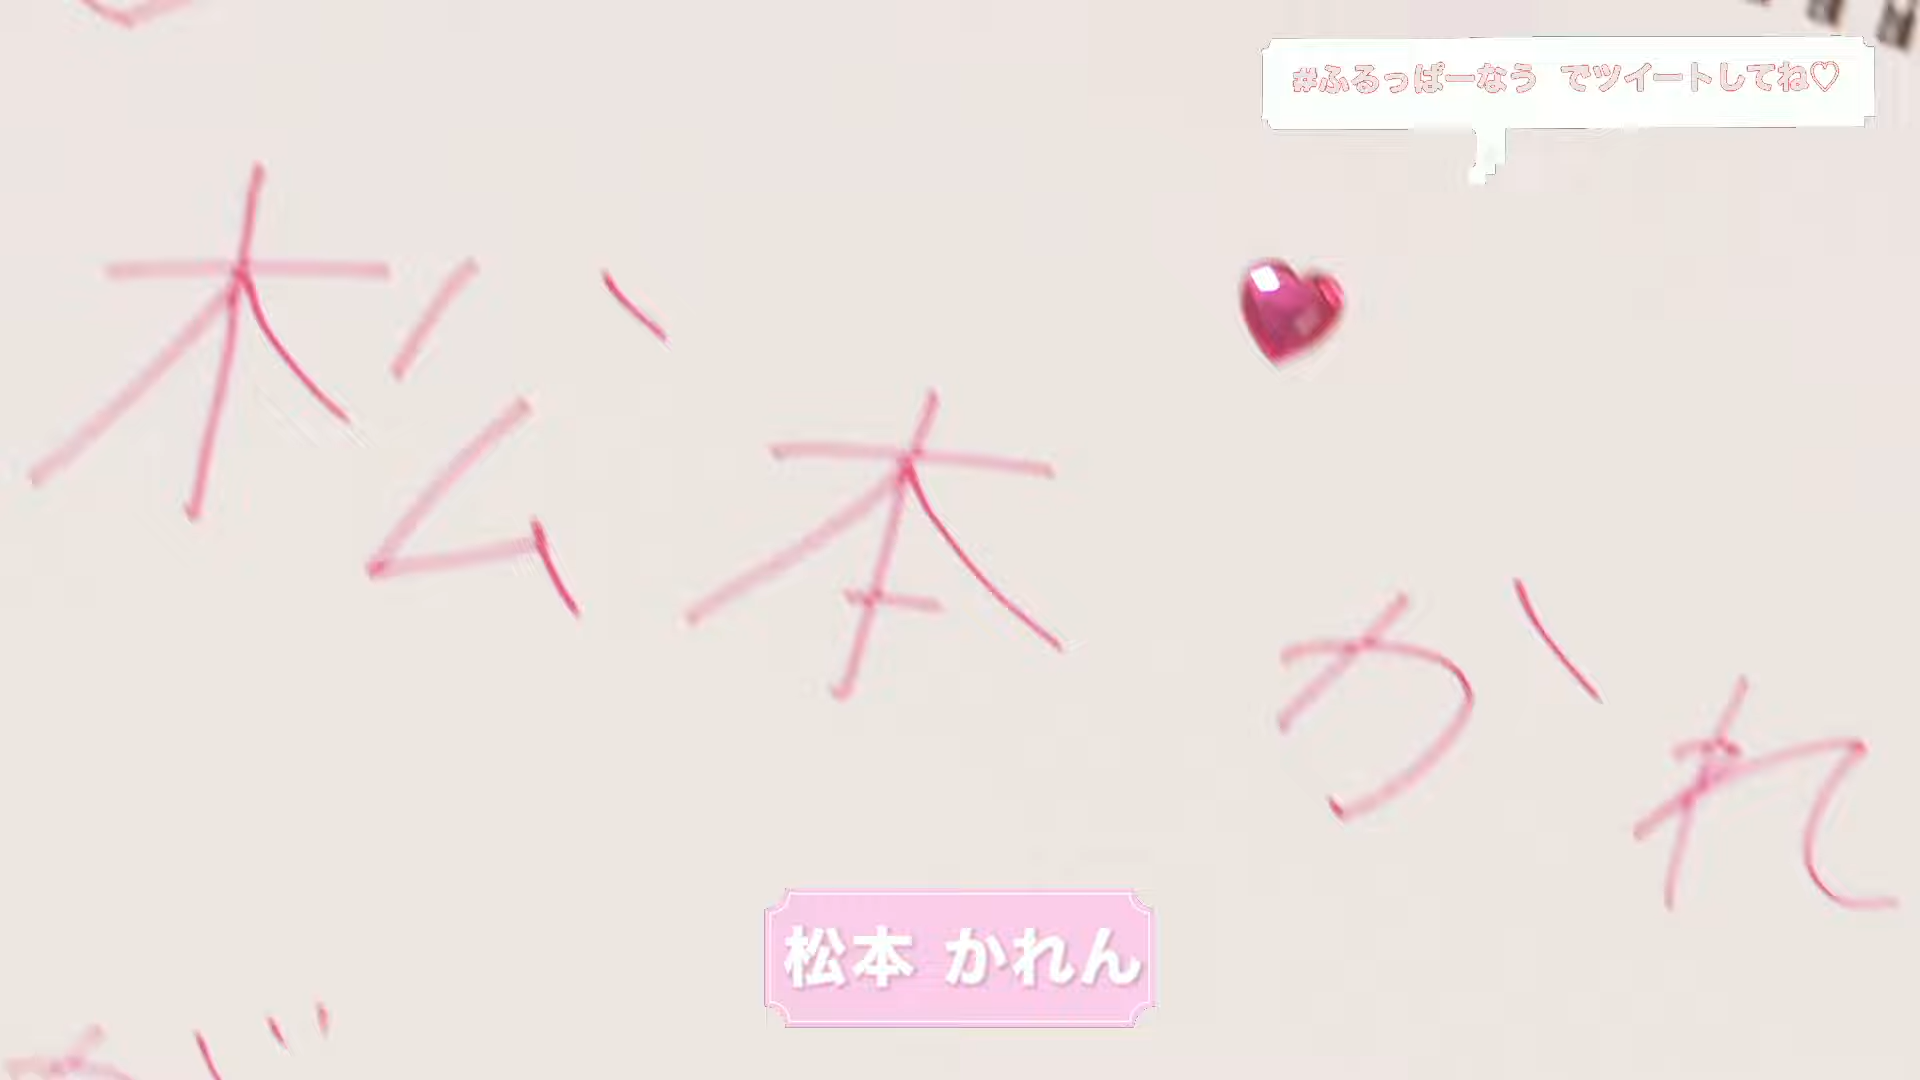 #ふるっぱーなう でツイートしてね♡
松本 かれ
松本 かれん